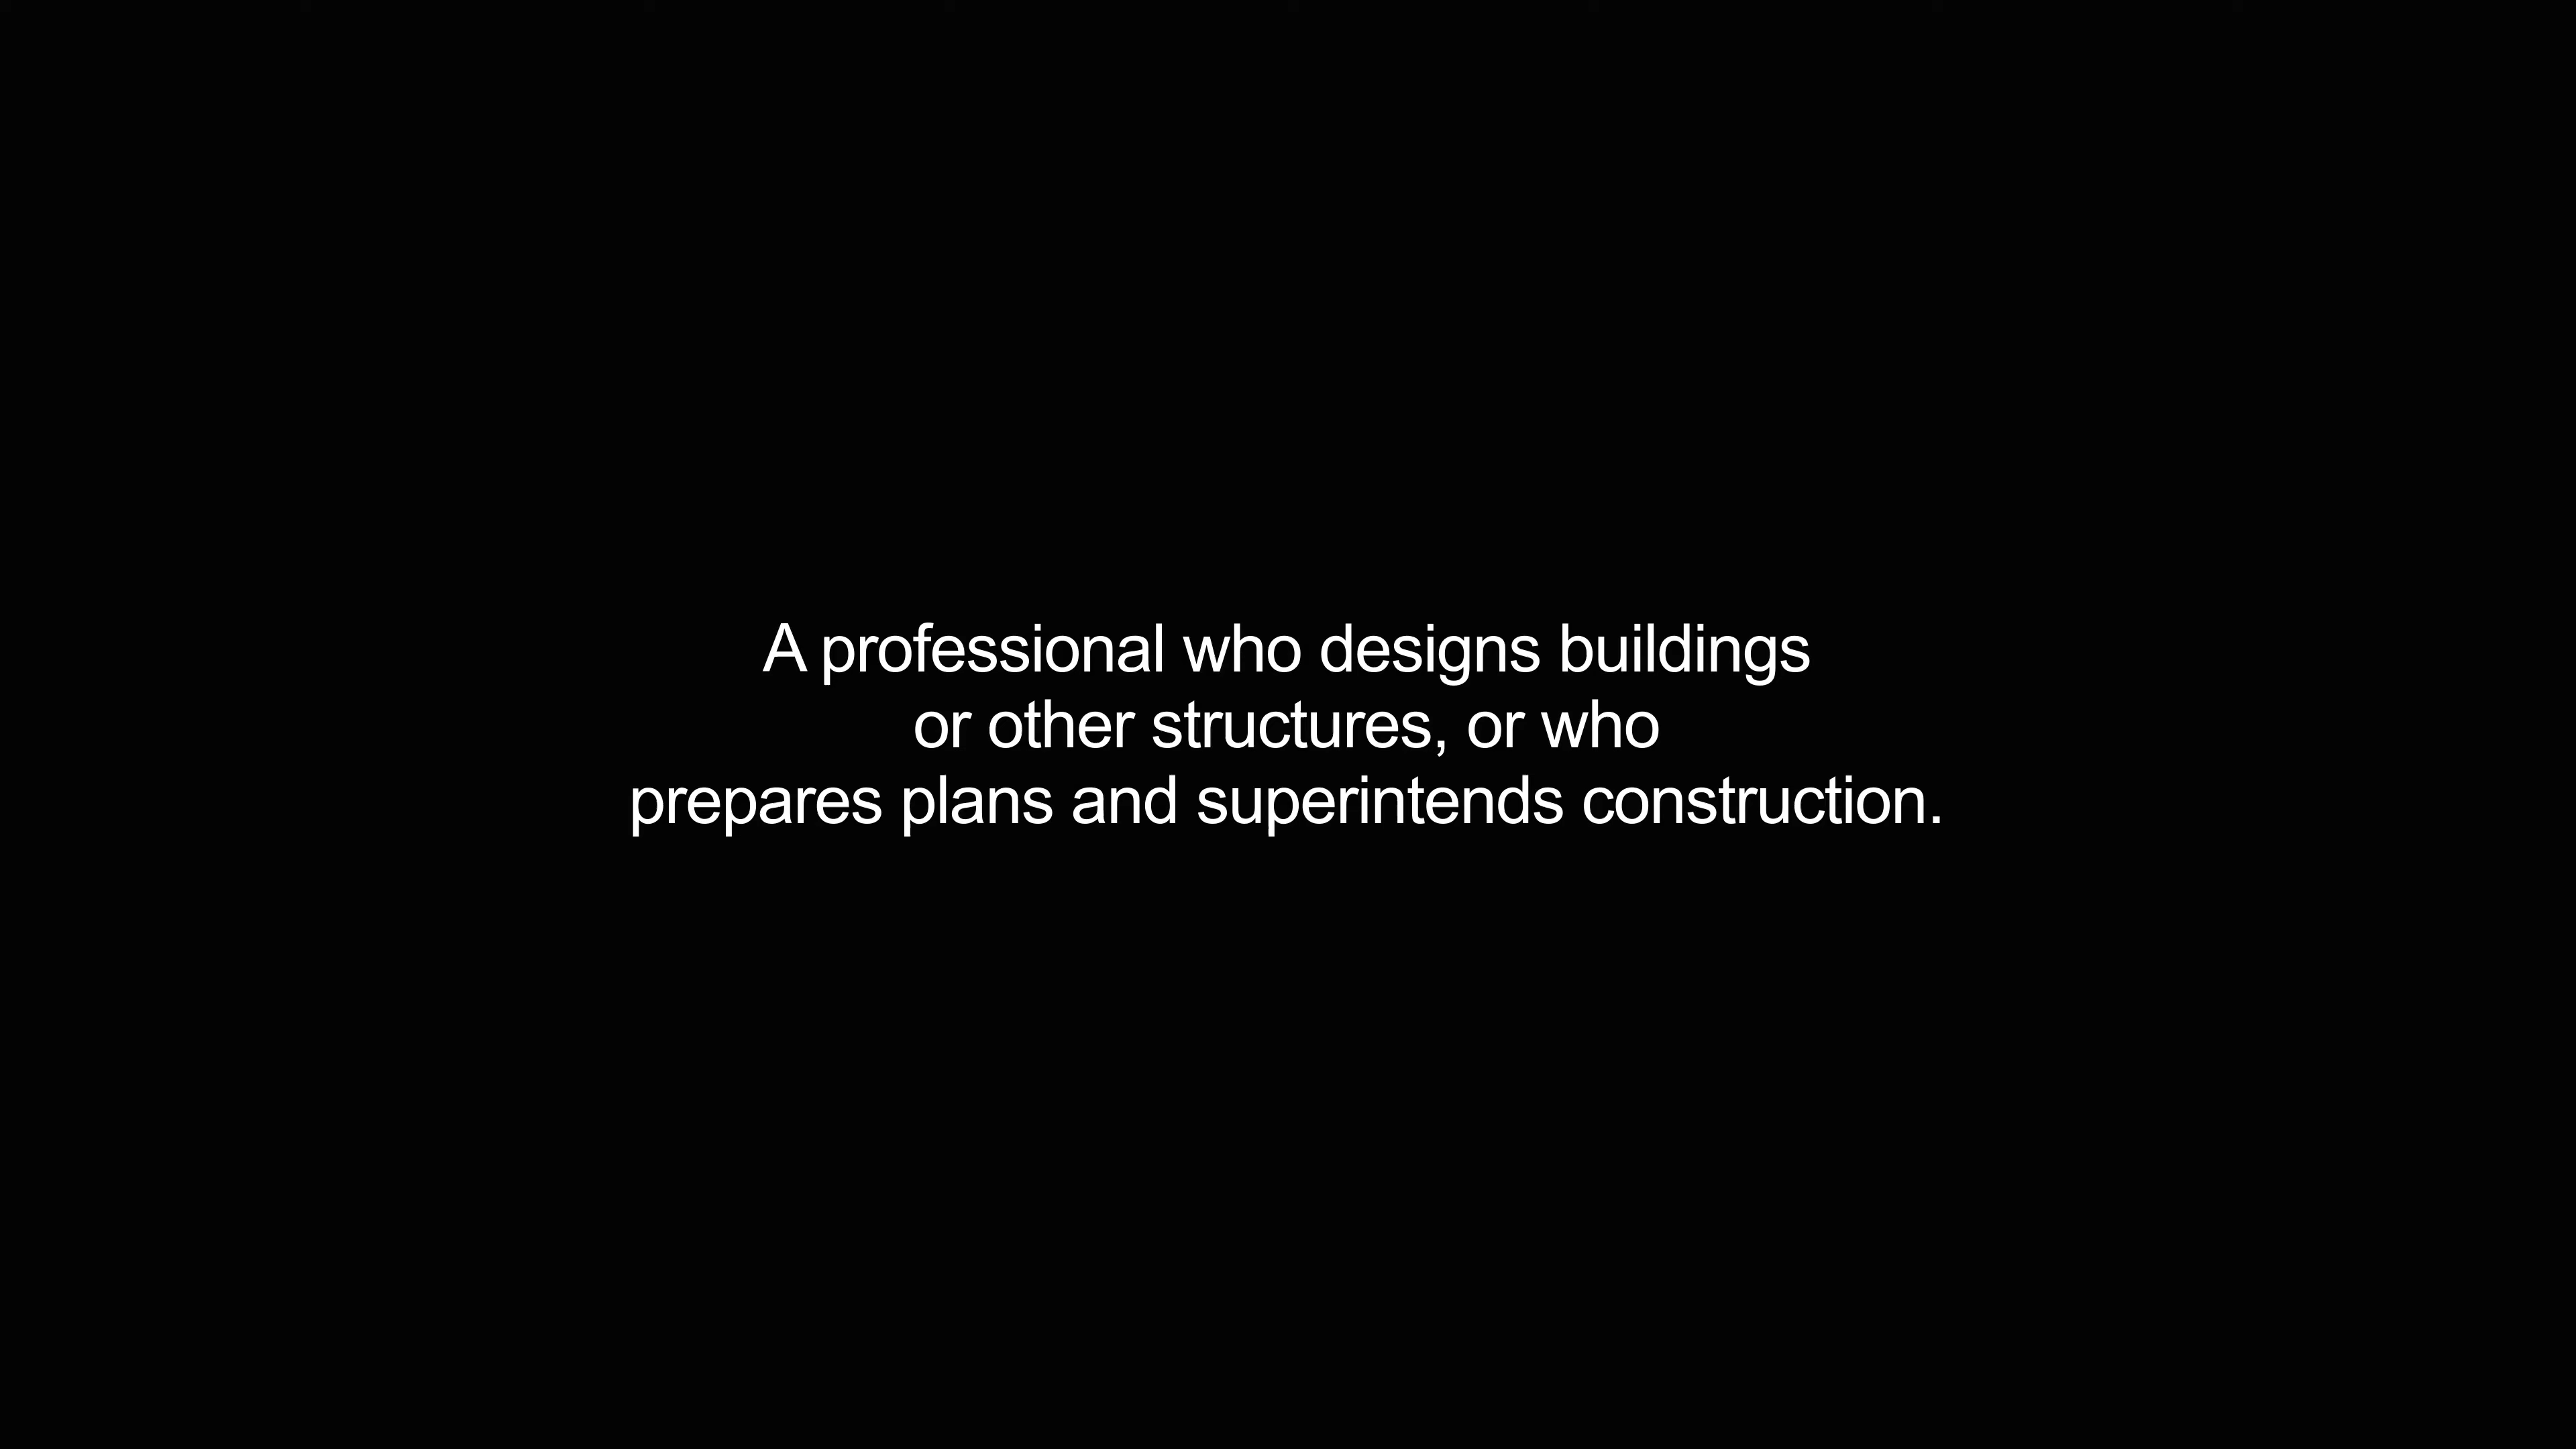 A professional who designs buildings
or other structures, or who
prepares plans and superintends construction.